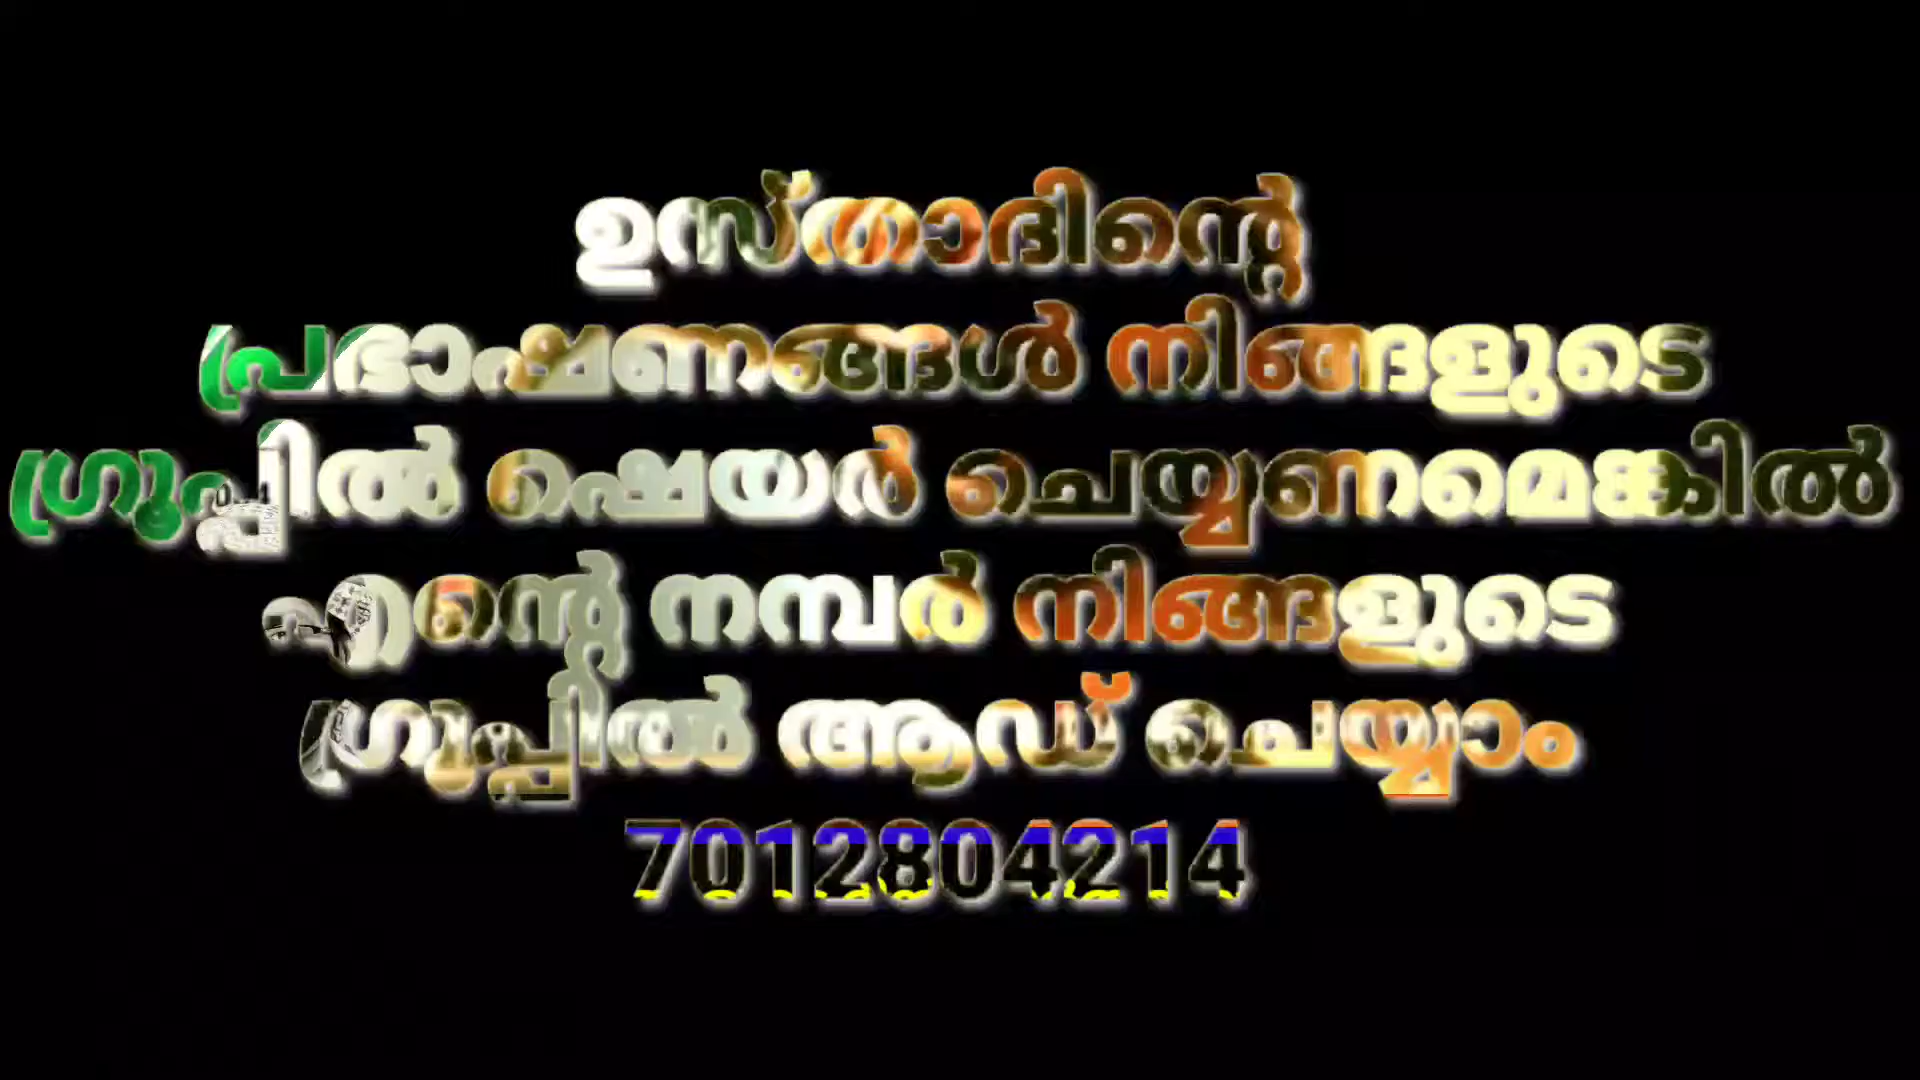 ഉസ്താദിന്റെ
പ്രഭാഷണങ്ങൾ നിങ്ങളുടെ
ഗ്രൂപ്പിൽ ഷെയർ ചെയ്യണമെങ്കിൽ
എന്റെ നമ്പർ നിങ്ങളുടെ
ഗ്രൂപ്പിൽ ആഡ് ചെയ്യാം
7012804214